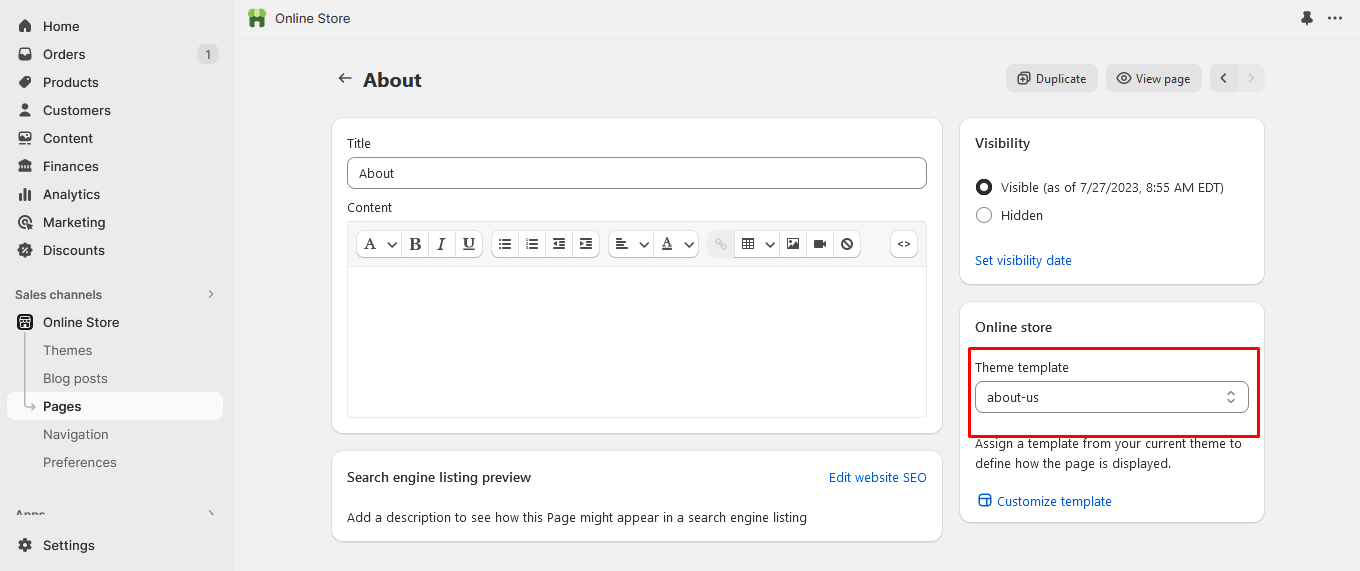 Home
Orders
1
Products
Customers
Content
Finances
Analytics
Marketing
Discounts
Sales channels
Online Store
Themes
Blog posts
Pages
Navigation
Preferences
Apps
Settings
Online Store
About
Duplicate
View page
Title
About
Content
A
B
I
U
A
<>
Search engine listing preview
Edit website SEO
Add a description to see how this Page might appear in a search engine listing
Visibility
Visible (as of 7/27/2023, 8:55 AM EDT)
Hidden
Set visibility date
Online store
Theme template
about-us
Assign a template from your current theme to
define how the page is displayed.
Customize template